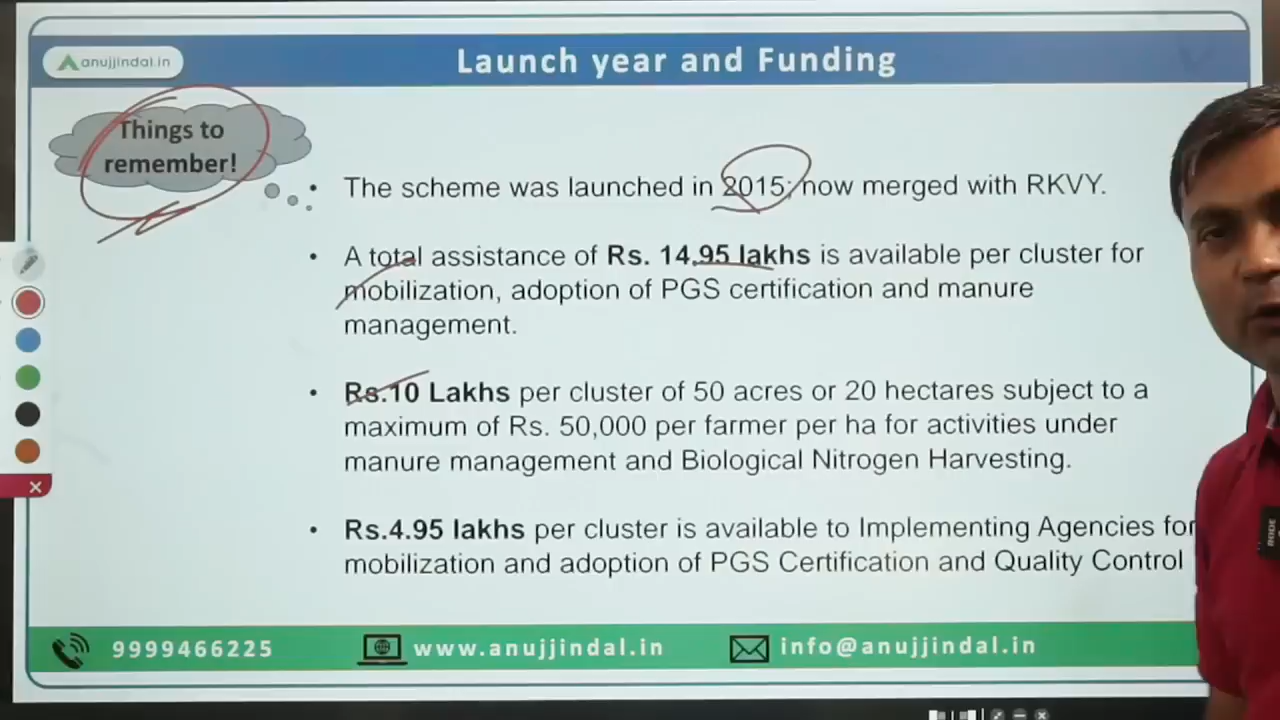 anujjindal.in
Launch year and Funding
Things to
remember!
• The scheme was launched in 2015; now merged with RKVY.
• A total assistance of Rs. 14.95 lakhs is available per cluster for
mobilization, adoption of PGS certification and manure
management.
• Rs.10 Lakhs per cluster of 50 acres or 20 hectares subject to a
maximum of Rs. 50,000 per farmer per ha for activities under
manure management and Biological Nitrogen Harvesting.
• Rs.4.95 lakhs per cluster is available to Implementing Agencies for
mobilization and adoption of PGS Certification and Quality Control
9999466225
www.anujjindal.in
info@anujjindal.in
RODE